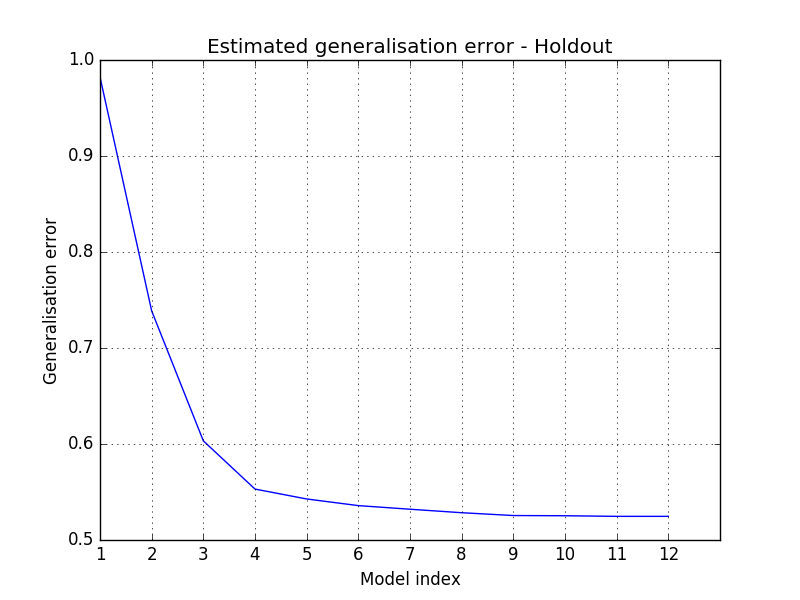 Estimated generalisation error - Holdout
1.0
0.9
0.8
0.7
0.6
0.5
Generalisation error
1 2 3 4 5 6 7 8 9 10 11 12
Model index